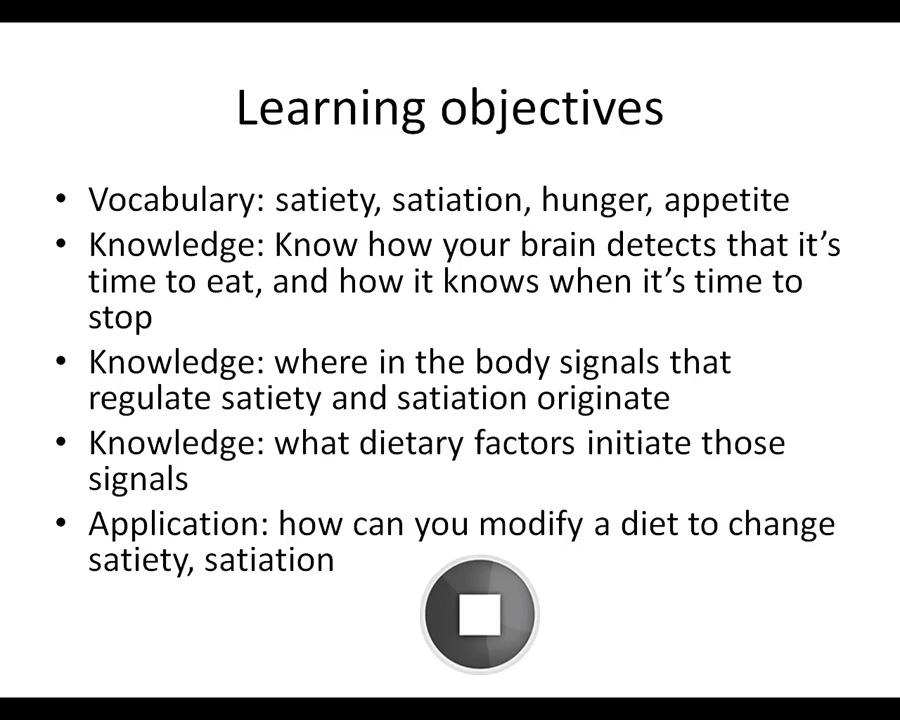 Learning objectives
• Vocabulary: satiety, satiation, hunger, appetite
• Knowledge: Know how your brain detects that it’s
time to eat, and how it knows when it’s time to
stop
• Knowledge: where in the body signals that
regulate satiety and satiation originate
• Knowledge: what dietary factors initiate those
signals
• Application: how can you modify a diet to change
satiety, satiation